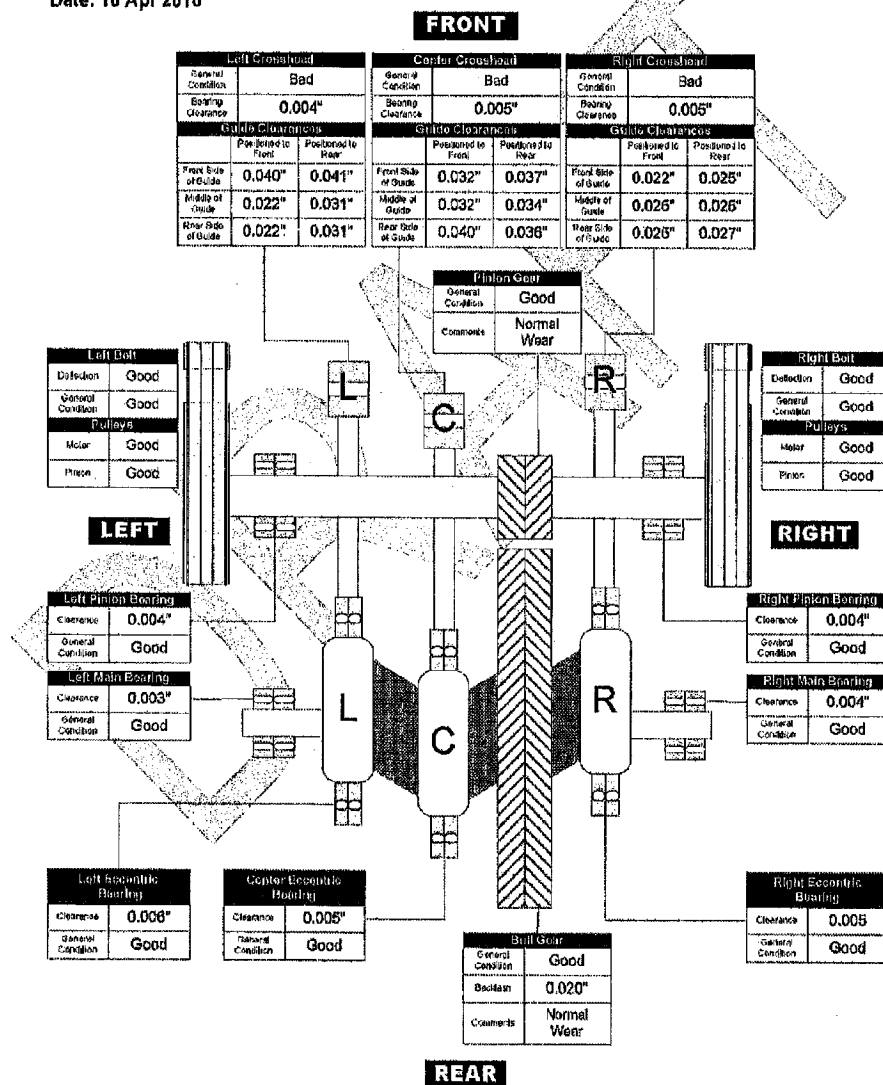 FRONT
Left Crosshead
General Condition Bad
Bearing Clearance 0.004"
Guide Clearances
Positioned to Front Positioned to Rear
Front Side of Guide 0.040" 0.041"
Middle of Guide 0.022" 0.031"
Rear Side of Guide 0.022" 0.031"
Center Crosshead
General Condition Bad
Bearing Clearance 0.005"
Guide Clearances
Positioned to Front Positioned to Rear
Front Side of Guide 0.032" 0.037"
Middle of Guide 0.032" 0.034"
Rear Side of Guide 0.040" 0.036"
Right Crosshead
General Condition Bad
Bearing Clearance 0.005"
Guide Clearances
Positioned to Front Positioned to Rear
Front Side of Guide 0.022" 0.025"
Middle of Guide 0.026" 0.026"
Rear Side of Guide 0.026" 0.027"
Pinion Gear
General Condition Good
Comments Normal Wear
Left Belt
Deflection Good
General Condition Good
Pulleys
Motor Good
Pinion Good
L
C
R
Right Belt
Deflection Good
General Condition Good
Pulleys
Motor Good
Pinion Good
LEFT
RIGHT
Left Pinion Bearing
Clearance 0.004"
General Condition Good
Right Pinion Bearing
Clearance 0.004"
General Condition Good
Left Main Bearing
Clearance 0.003"
General Condition Good
Right Main Bearing
Clearance 0.004"
General Condition Good
L
C
R
Left Eccentric Bearing
Clearance 0.006"
General Condition Good
Center Eccentric Bearing
Clearance 0.005"
General Condition Good
Right Eccentric Bearing
Clearance 0.005
General Condition Good
Bull Gear
General Condition Good
Backlash 0.020"
Comments Normal Wear
REAR